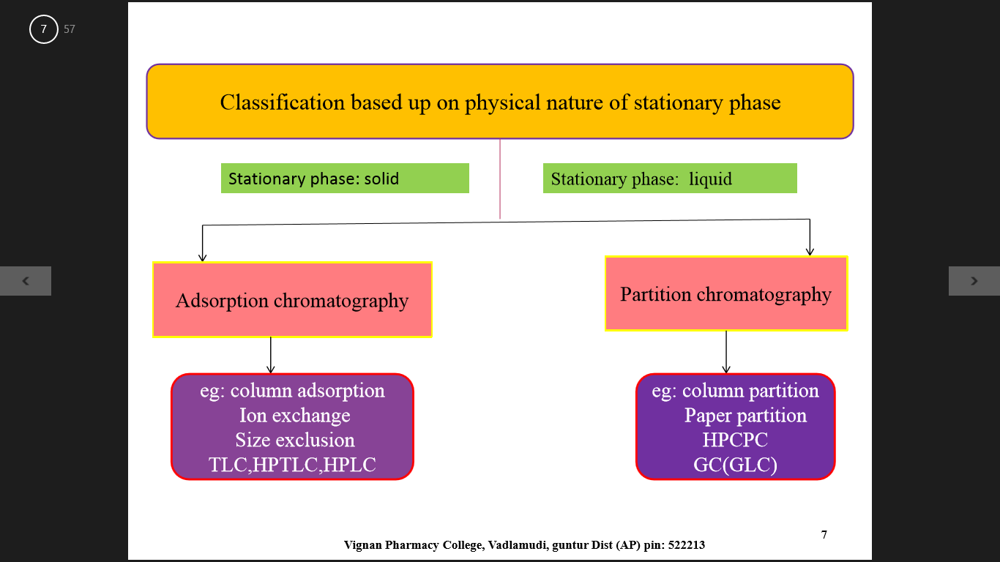 7 57
Classification based up on physical nature of stationary phase
Stationary phase: solid
Stationary phase: liquid
Adsorption chromatography
Partition chromatography
eg: column adsorption
Ion exchange
Size exclusion
TLC,HPTLC,HPLC
eg: column partition
Paper partition
HPCPC
GC(GLC)
7
Vignan Pharmacy College, Vadlamudi, guntur Dist (AP) pin: 522213